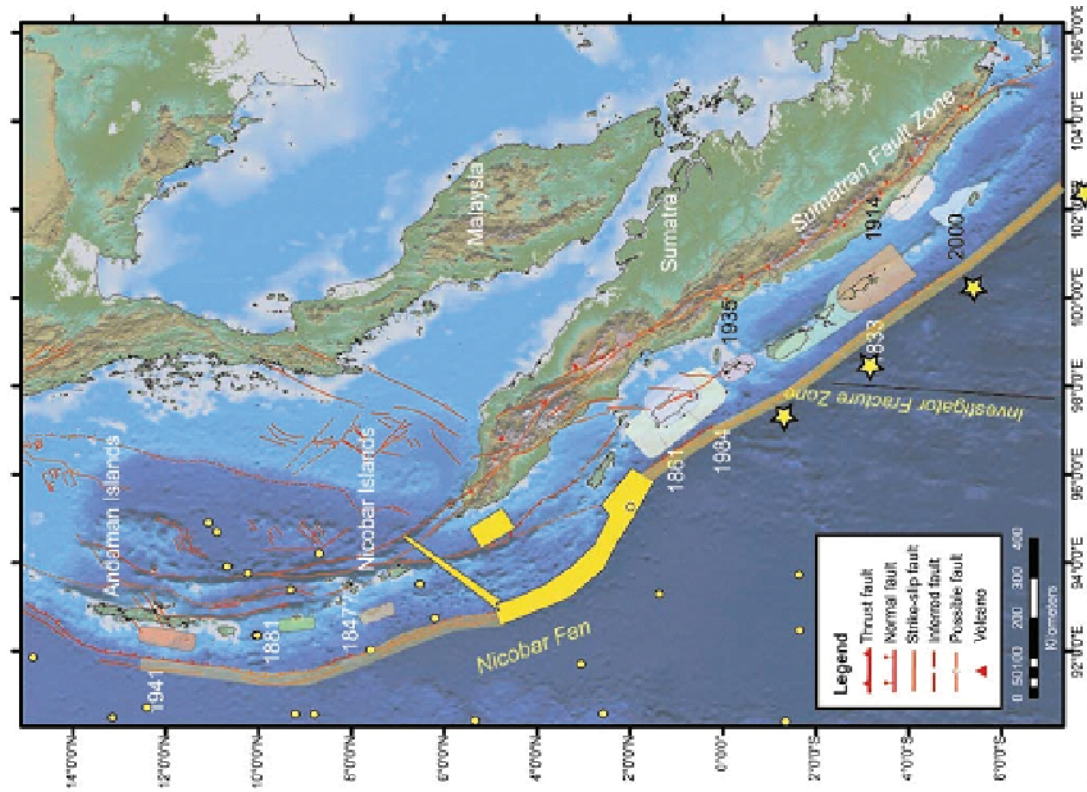 Andaman Islands
Nicobar Islands
Malaysia
Sumatra
Sumatran Fault Zone
1941
1881
1847
Nicobar Fan
1861
1984
1935
1833
1914
2000
Investigator Fracture Zone
Legend
Thrust fault
Normal fault
Strike-slip fault
Inferred fault
Possible fault
Volcano
0 50 100 200 300 400
Kilometers
14°0'0"N
12°0'0"N
10°0'0"N
8°0'0"N
6°0'0"N
4°0'0"N
2°0'0"N
0°0'0"
2°0'0"S
4°0'0"S
6°0'0"S
92°0'0"E
94°0'0"E
96°0'0"E
98°0'0"E
100°0'0"E
102°0'0"E
104°0'0"E
106°0'0"E